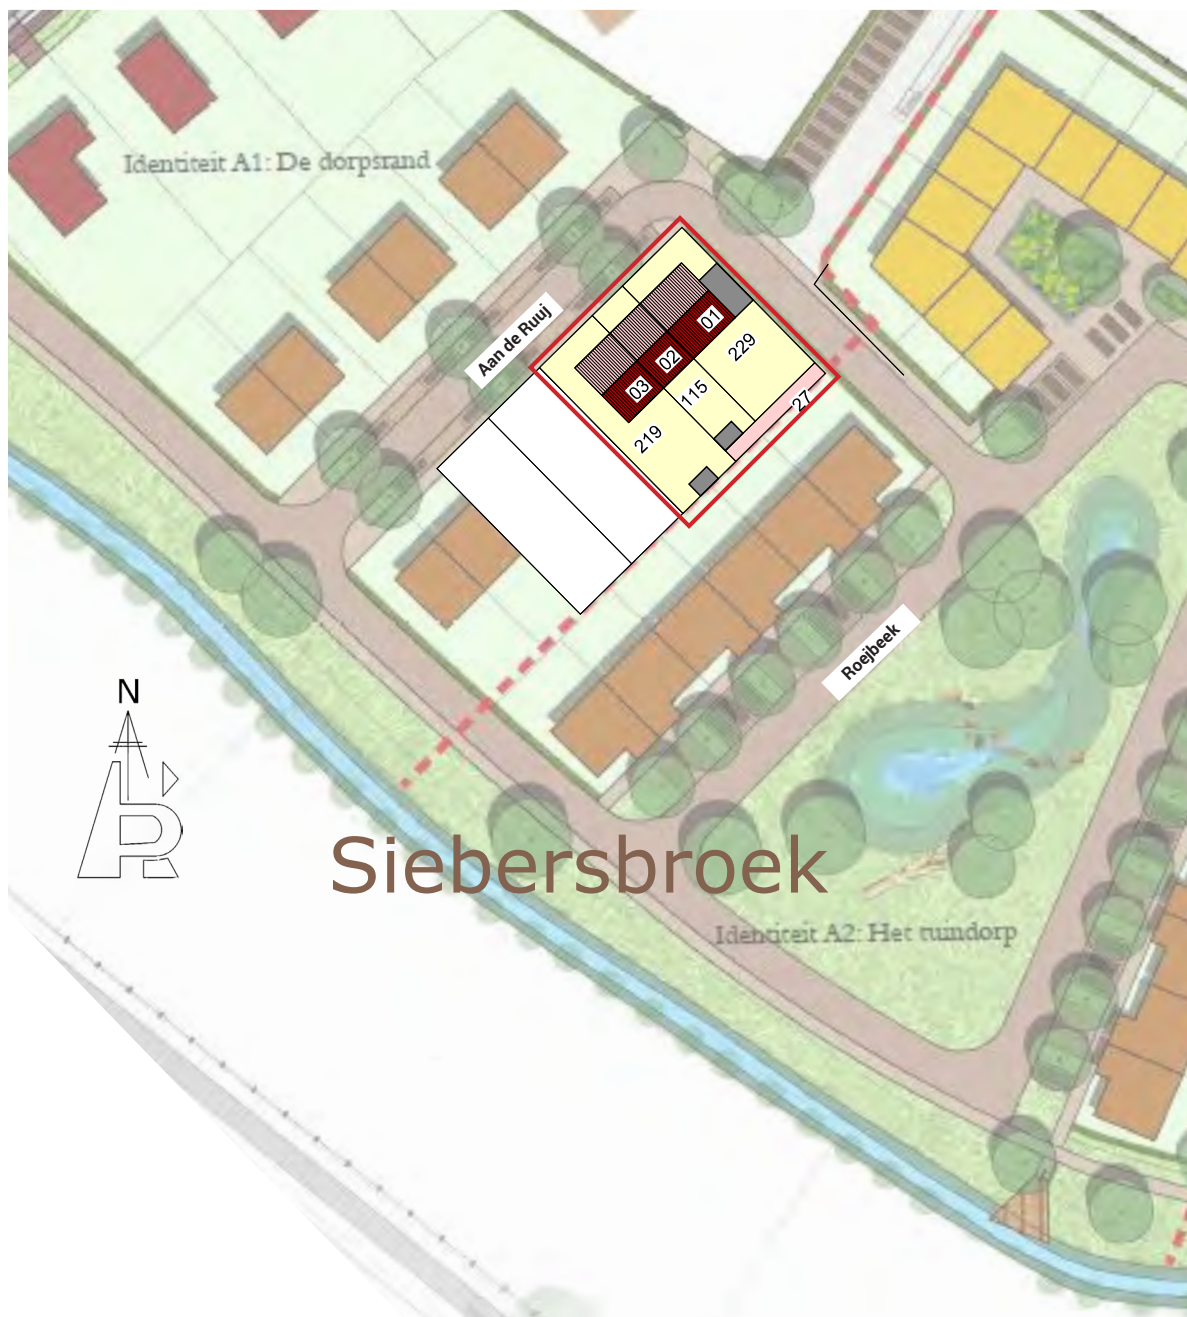 Identiteit A1: De dorpsrand
Aan de Ruuj
01
02
03
229
115
219
27
Roejbeek
N
Siebersbroek
Identiteit A2: Het tuindorp